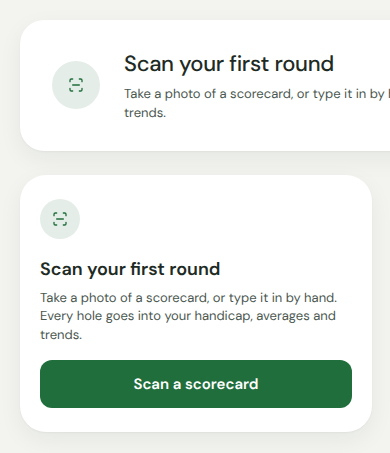 Scan your first round
Take a photo of a scorecard, or type it in by
trends.
Scan your first round
Take a photo of a scorecard, or type it in by hand.
Every hole goes into your handicap, averages and
trends.
Scan a scorecard